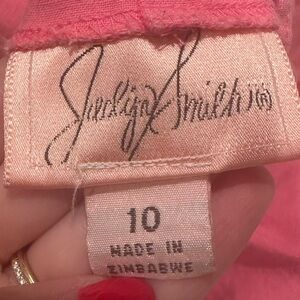 Jaclyn Smith (R)
10
MADE IN
ZIMBABWE